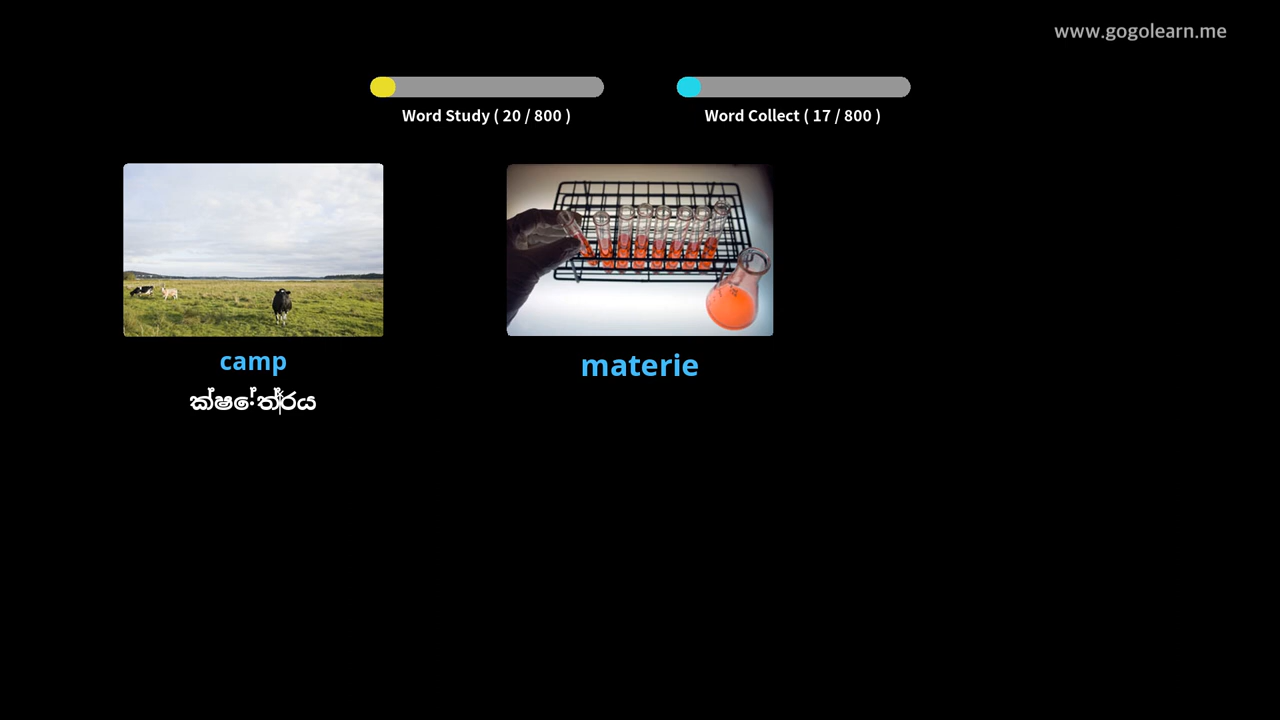 www.gogolearn.me
Word Study ( 20 / 800 )
Word Collect ( 17 / 800 )
camp
ක්ෂේත්‍රය
materie